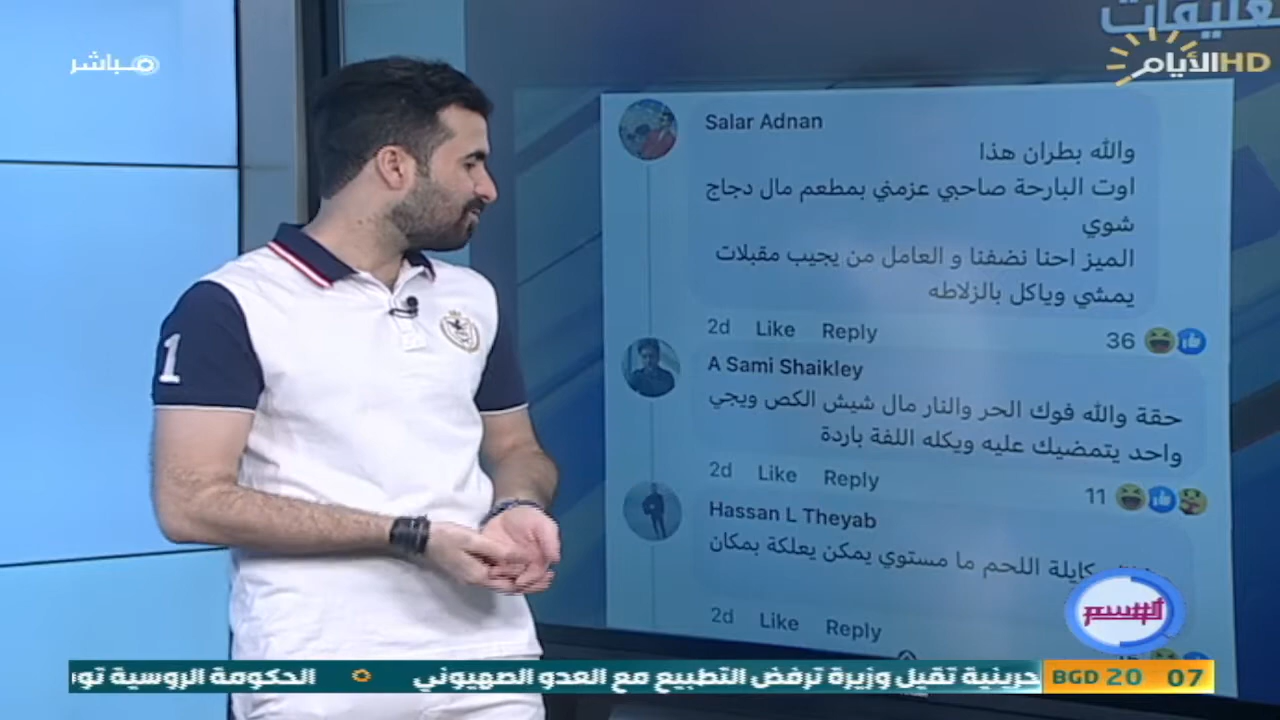 تعليقات
مباشر
الأيام HD
Salar Adnan
والله بطران هذا
اوت البارحة صاحبي عزمني بمطعم مال دجاج
شوي
الميز احنا نضفنا و العامل من يجيب مقبلات
يمشي وياكل بالزلاطه
2d Like Reply 36
A Sami Shaikley
حقة والله فوك الحر والنار مال شيش الكص ويجي
واحد يتمضيك عليه ويكله اللفة باردة
2d Like Reply 11
Hassan L Theyab
كايلة اللحم ما مستوي يمكن يعلكة بمكان
2d Like Reply
1
حرينية تقيل وزيرة ترفض التطبيع مع العدو الصهيوني الحكومة الروسية تو
BGD 20 07